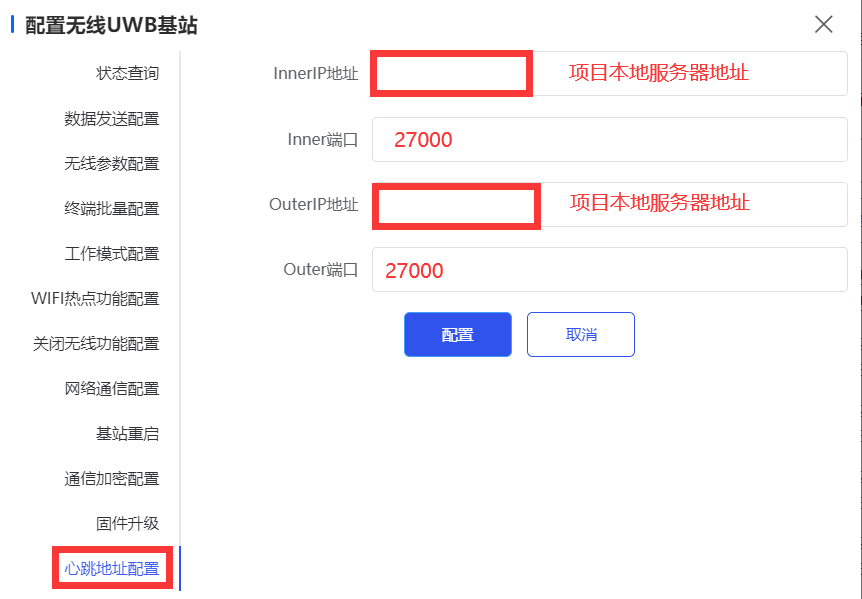 配置无线UWB基站
状态查询
数据发送配置
无线参数配置
终端批量配置
工作模式配置
WIFI热点功能配置
关闭无线功能配置
网络通信配置
基站重启
通信加密配置
固件升级
心跳地址配置
InnerIP地址 项目本地服务器地址
Inner端口 27000
OuterIP地址 项目本地服务器地址
Outer端口 27000
配置 取消